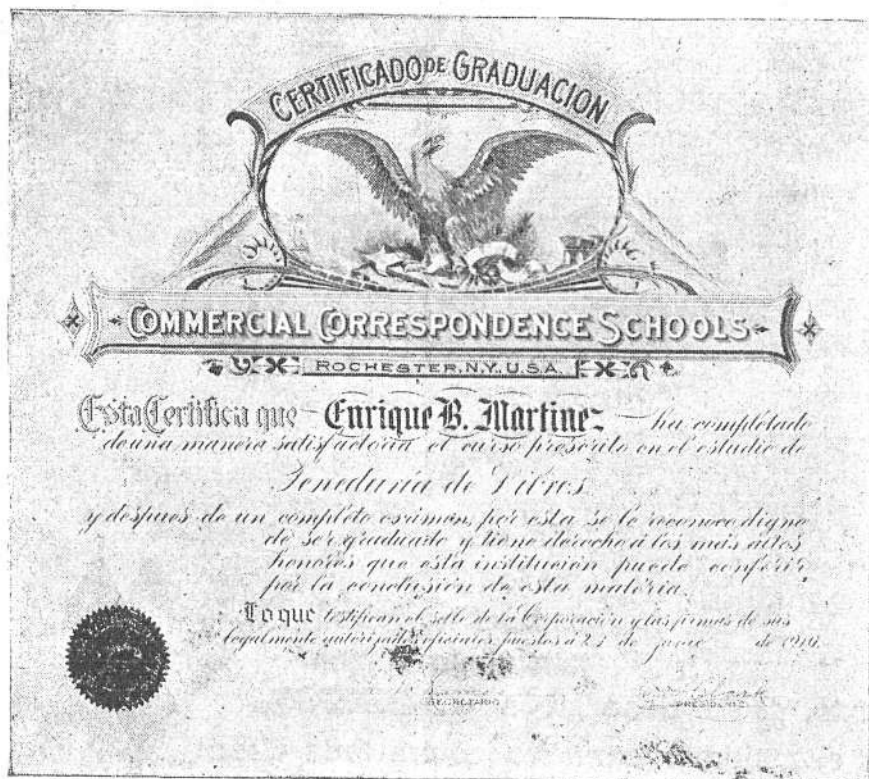 CERTIFICADO DE GRADUACION
COMMERCIAL CORRESPONDENCE SCHOOLS
ROCHESTER, N.Y. U.S.A.
Esta Certifica que Enrique B. Martinez ha completado
de una manera satisfactoria el curso prescrito en el estudio de
Teneduría de Libros
y despues de un completo exámen, por esta se le reconoce digno
de ser graduado y tiene derecho á los más altos
honores que esta institución puede conferir
por la conclusión de esta materia.
Lo que testifican el sello de la Corporación y las firmas de sus
legalmente autorizados oficiales, puestos á de junio de
SECRETARIO
PRESIDENTE